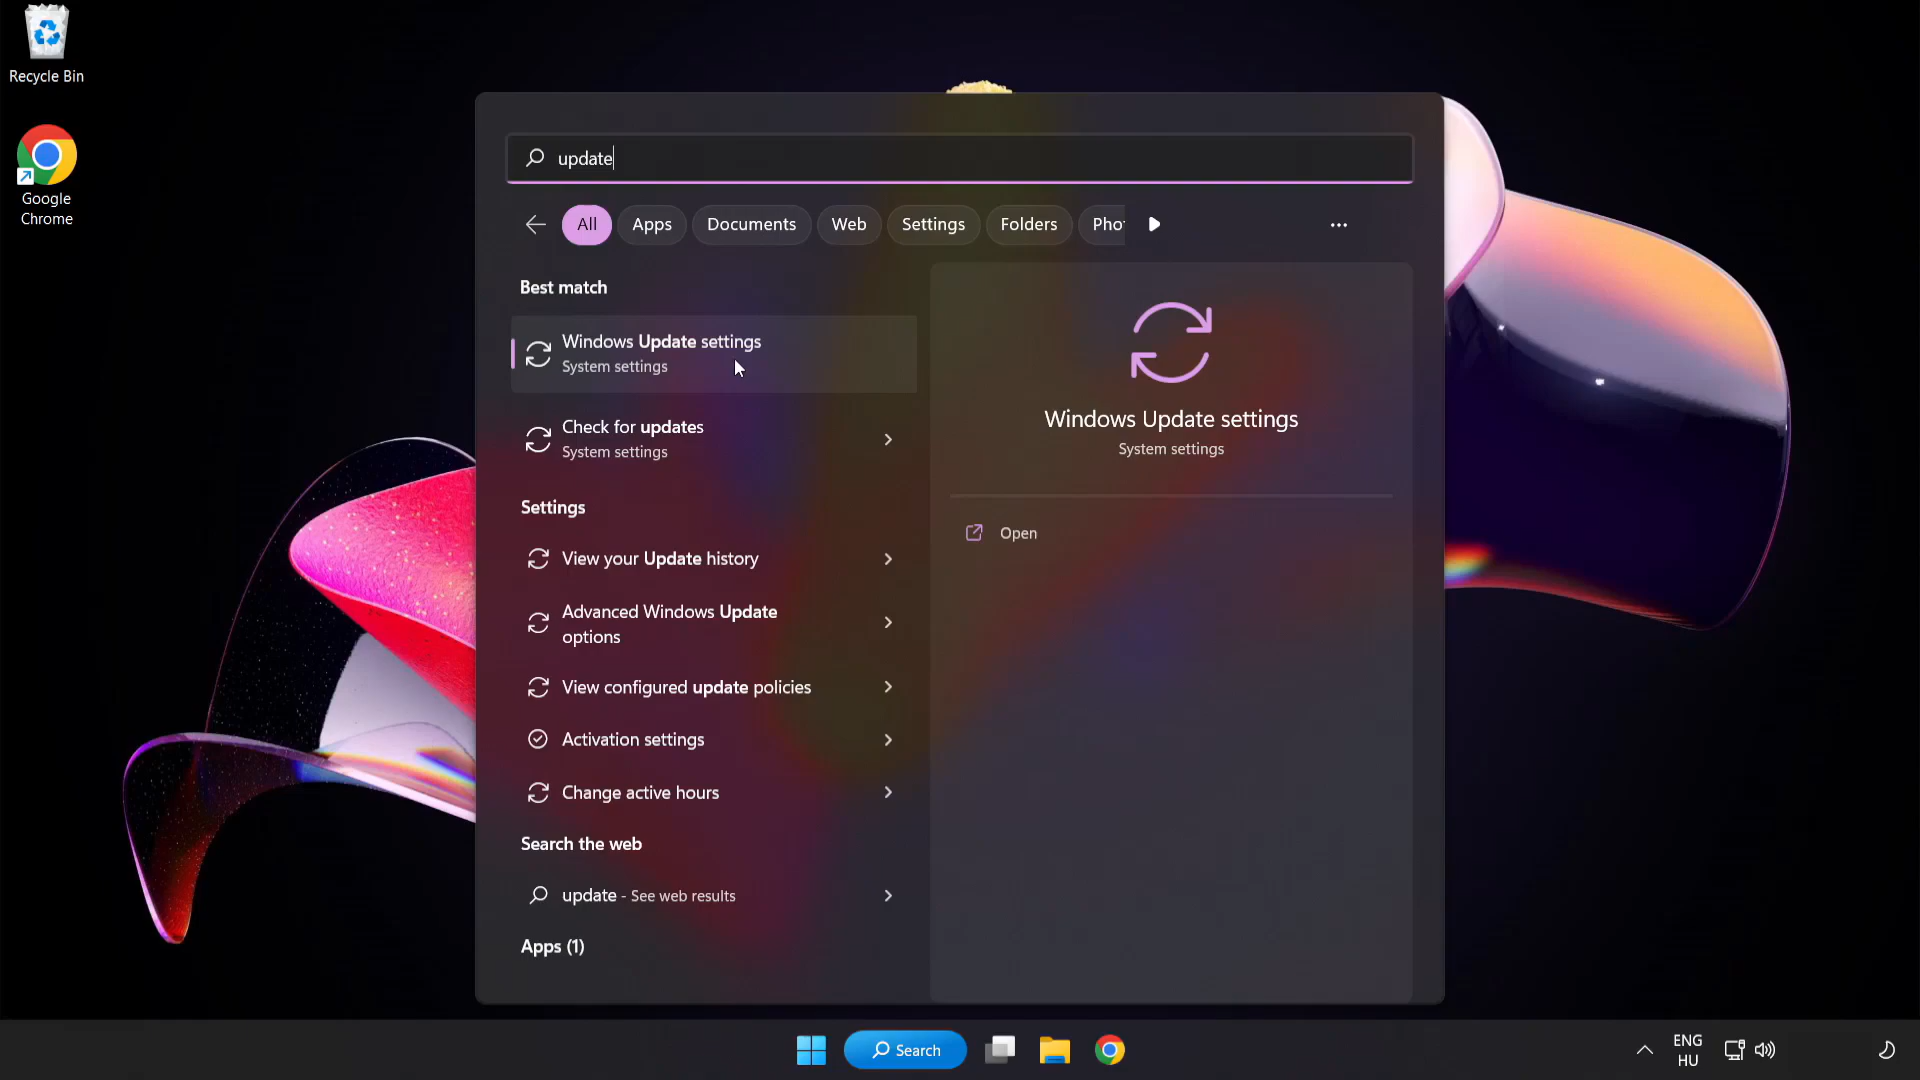 Recycle Bin
Google
Chrome
update
All
Apps
Documents
Web
Settings
Folders
Pho
Best match
Windows Update settings
System settings
Check for updates
System settings
Settings
View your Update history
Advanced Windows Update
options
View configured update policies
Activation settings
Change active hours
Search the web
update - See web results
Apps (1)
Windows Update settings
System settings
Open
Search
ENG
HU